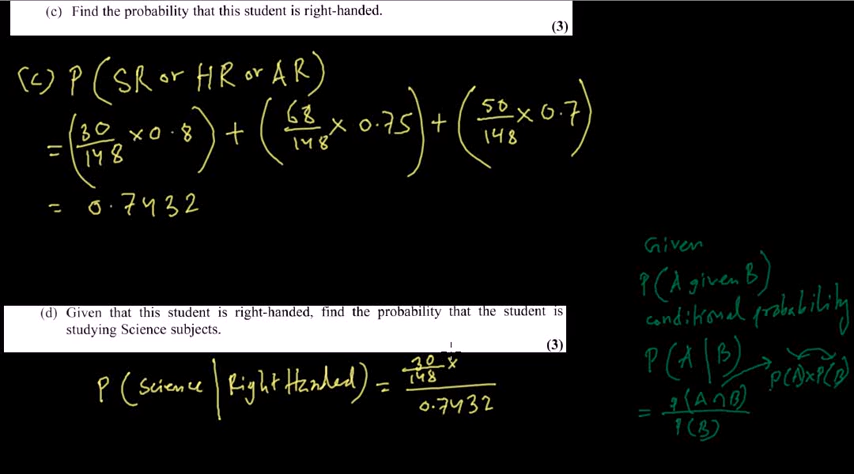 (c) Find the probability that this student is right-handed.
(3)
(c) P (SR or HR or AR)
= (30/148 × 0.8) + (68/148 × 0.75) + (50/148 × 0.7)
= 0.7432
(d) Given that this student is right-handed, find the probability that the student is
studying Science subjects.
(3)
P (Science | Right Handed) = 30/148 × / 0.7432
Given
P (A given B)
conditional probability
P (A | B)
P(A)×P(B)
= P(A∩B) / P(B)